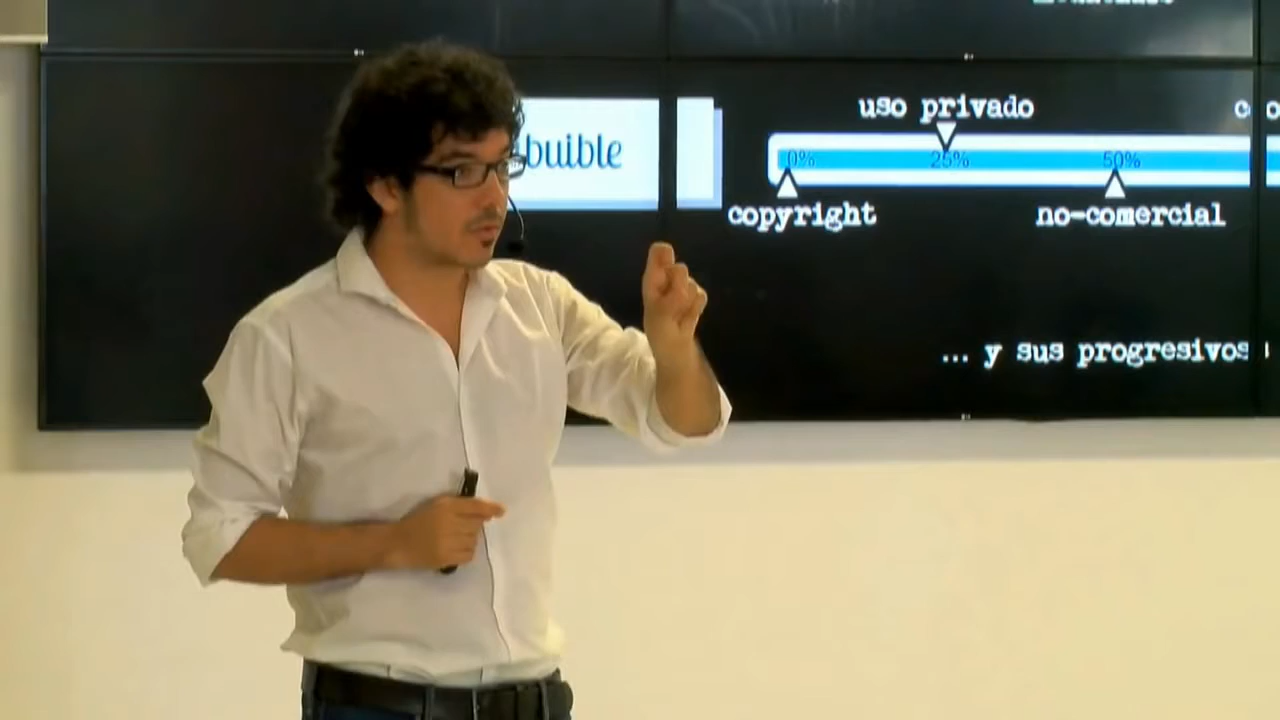 buible
uso privado
0% 25% 50%
copyright
no-comercial
... y sus progresivos